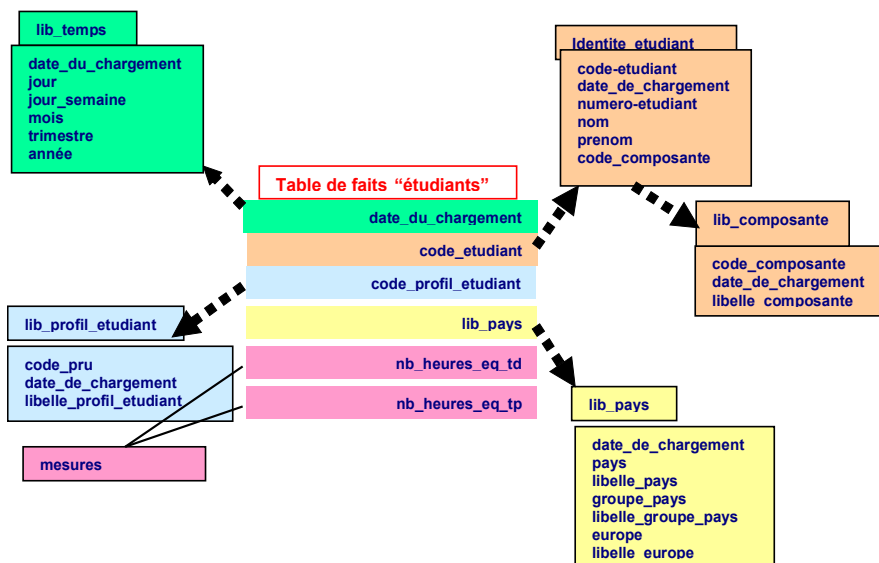 lib_temps
date_du_chargement
jour
jour_semaine
mois
trimestre
année
Identite_etudiant
code-etudiant
date_de_chargement
numero-etudiant
nom
prenom
code_composante
Table de faits “étudiants”
date_du_chargement
code_etudiant
code_profil_etudiant
lib_pays
nb_heures_eq_td
nb_heures_eq_tp
lib_composante
code_composante
date_de_chargement
libelle_composante
lib_profil_etudiant
code_pru
date_de_chargement
libelle_profil_etudiant
mesures
lib_pays
date_de_chargement
pays
libelle_pays
groupe_pays
libelle_groupe_pays
europe
libelle_europe